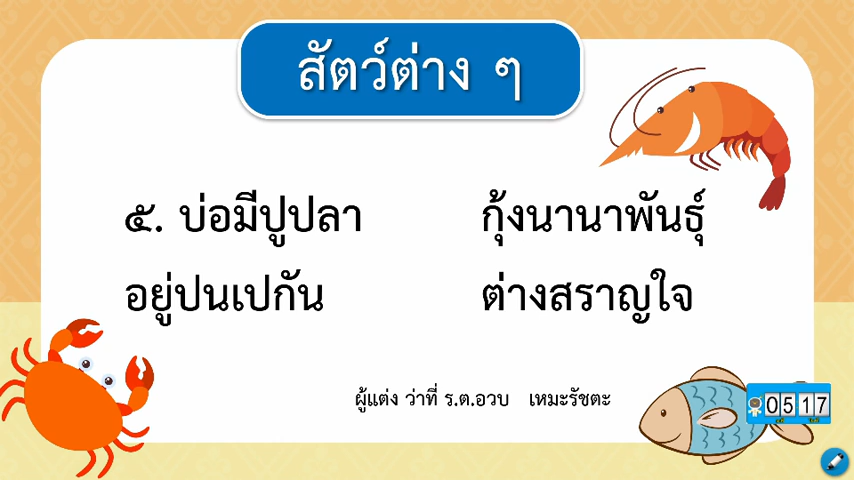 สัตว์ต่าง ๆ
๕. บ่อมีปูปลา กุ้งนานาพันธุ์
อยู่ปนเปกัน ต่างสราญใจ
ผู้แต่ง ว่าที่ ร.ต.อวบ เหมะรัชตะ
0517